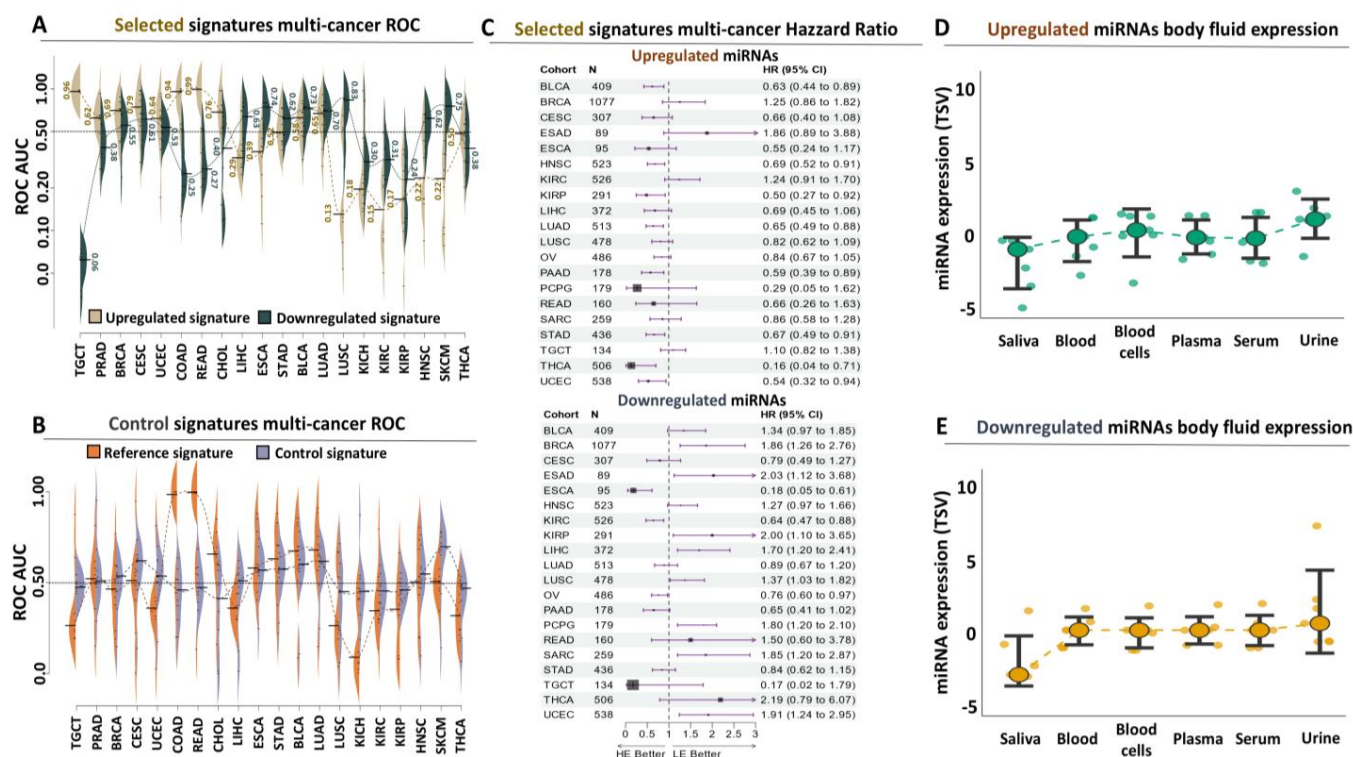 A
Selected signatures multi-cancer ROC
ROC AUC
1.00
0.50
0.20
0.10
0.0
0.96
0.06
0.62
0.38
0.69
0.55
0.79
0.61
0.64
0.53
0.94
0.25
0.99
0.27
0.76
0.40
0.29
0.63
0.39
0.74
0.52
0.62
0.58
0.73
0.65
0.70
0.13
0.83
0.18
0.30
0.15
0.31
0.17
0.24
0.22
0.62
0.22
0.75
0.50
0.38
Upregulated signature
Downregulated signature
TGCT
PRAD
BRCA
CESC
UCEC
COAD
READ
CHOL
LIHC
ESCA
STAD
BLCA
LUAD
LUSC
KICH
KIRC
KIRP
HNSC
SKCM
THCA
B
Control signatures multi-cancer ROC
Reference signature
Control signature
ROC AUC
1.00
0.50
0.0
TGCT
PRAD
BRCA
CESC
UCEC
COAD
READ
CHOL
LIHC
ESCA
STAD
BLCA
LUAD
LUSC
KICH
KIRC
KIRP
HNSC
SKCM
THCA
C
Selected signatures multi-cancer Hazzard Ratio
Upregulated miRNAs
Cohort N HR (95% CI)
BLCA 409 0.63 (0.44 to 0.89)
BRCA 1077 1.25 (0.86 to 1.82)
CESC 307 0.66 (0.40 to 1.08)
ESAD 89 1.86 (0.89 to 3.88)
ESCA 95 0.55 (0.24 to 1.17)
HNSC 523 0.69 (0.52 to 0.91)
KIRC 526 1.24 (0.91 to 1.70)
KIRP 291 0.50 (0.27 to 0.92)
LIHC 372 0.69 (0.45 to 1.06)
LUAD 513 0.65 (0.49 to 0.88)
LUSC 478 0.82 (0.62 to 1.09)
OV 486 0.84 (0.67 to 1.05)
PAAD 178 0.59 (0.39 to 0.89)
PCPG 179 0.29 (0.05 to 1.62)
READ 160 0.66 (0.26 to 1.63)
SARC 259 0.86 (0.58 to 1.28)
STAD 436 0.67 (0.49 to 0.91)
TGCT 134 1.10 (0.82 to 1.38)
THCA 506 0.16 (0.04 to 0.71)
UCEC 538 0.54 (0.32 to 0.94)
Downregulated miRNAs
Cohort N HR (95% CI)
BLCA 409 1.34 (0.97 to 1.85)
BRCA 1077 1.86 (1.26 to 2.76)
CESC 307 0.79 (0.49 to 1.27)
ESAD 89 2.03 (1.12 to 3.68)
ESCA 95 0.18 (0.05 to 0.61)
HNSC 523 1.27 (0.97 to 1.66)
KIRC 526 0.64 (0.47 to 0.88)
KIRP 291 2.00 (1.10 to 3.65)
LIHC 372 1.70 (1.20 to 2.41)
LUAD 513 0.89 (0.67 to 1.20)
LUSC 478 1.37 (1.03 to 1.82)
OV 486 0.76 (0.60 to 0.97)
PAAD 178 0.65 (0.41 to 1.02)
PCPG 179 1.80 (1.20 to 2.10)
READ 160 1.50 (0.60 to 3.78)
SARC 259 1.85 (1.20 to 2.87)
STAD 436 0.84 (0.62 to 1.15)
TGCT 134 0.17 (0.02 to 1.79)
THCA 506 2.19 (0.79 to 6.07)
UCEC 538 1.91 (1.24 to 2.95)
0 0.5 1 1.5 2 2.5 3
HE Better LE Better
D
Upregulated miRNAs body fluid expression
miRNA expression (TSV)
10
5
0
-5
Saliva Blood Blood cells Plasma Serum Urine
E
Downregulated miRNAs body fluid expression
miRNA expression (TSV)
10
5
0
-5
Saliva Blood Blood cells Plasma Serum Urine